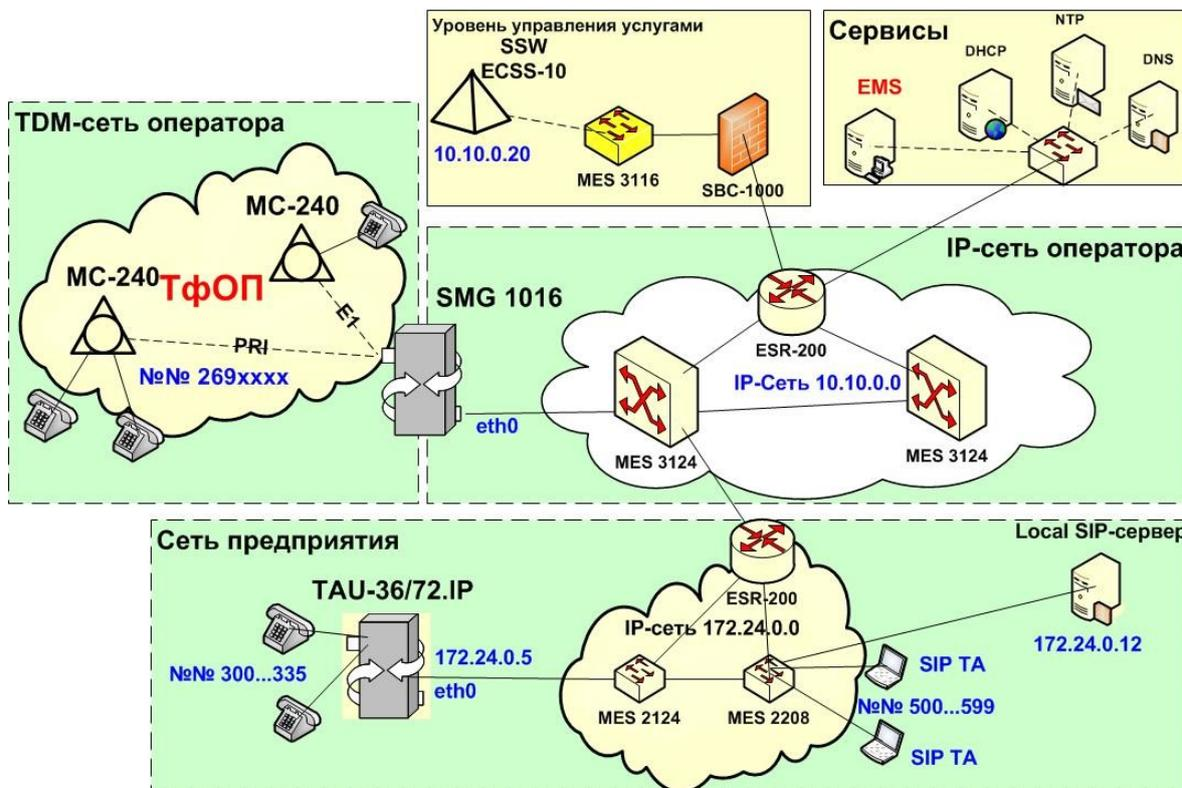 Уровень управления услугами
SSW
ECSS-10
10.10.0.20
MES 3116
SBC-1000
Сервисы
NTP
DHCP
DNS
EMS
TDM-сеть оператора
MC-240
MC-240
ТфОП
E1
PRI
№№ 269xxxx
SMG 1016
eth0
IP-сеть оператора
ESR-200
IP-Сеть 10.10.0.0
MES 3124
MES 3124
Сеть предприятия
TAU-36/72.IP
№№ 300...335
172.24.0.5
eth0
ESR-200
IP-сеть 172.24.0.0
MES 2124
MES 2208
Local SIP-сервер
172.24.0.12
SIP TA
№№ 500...599
SIP TA